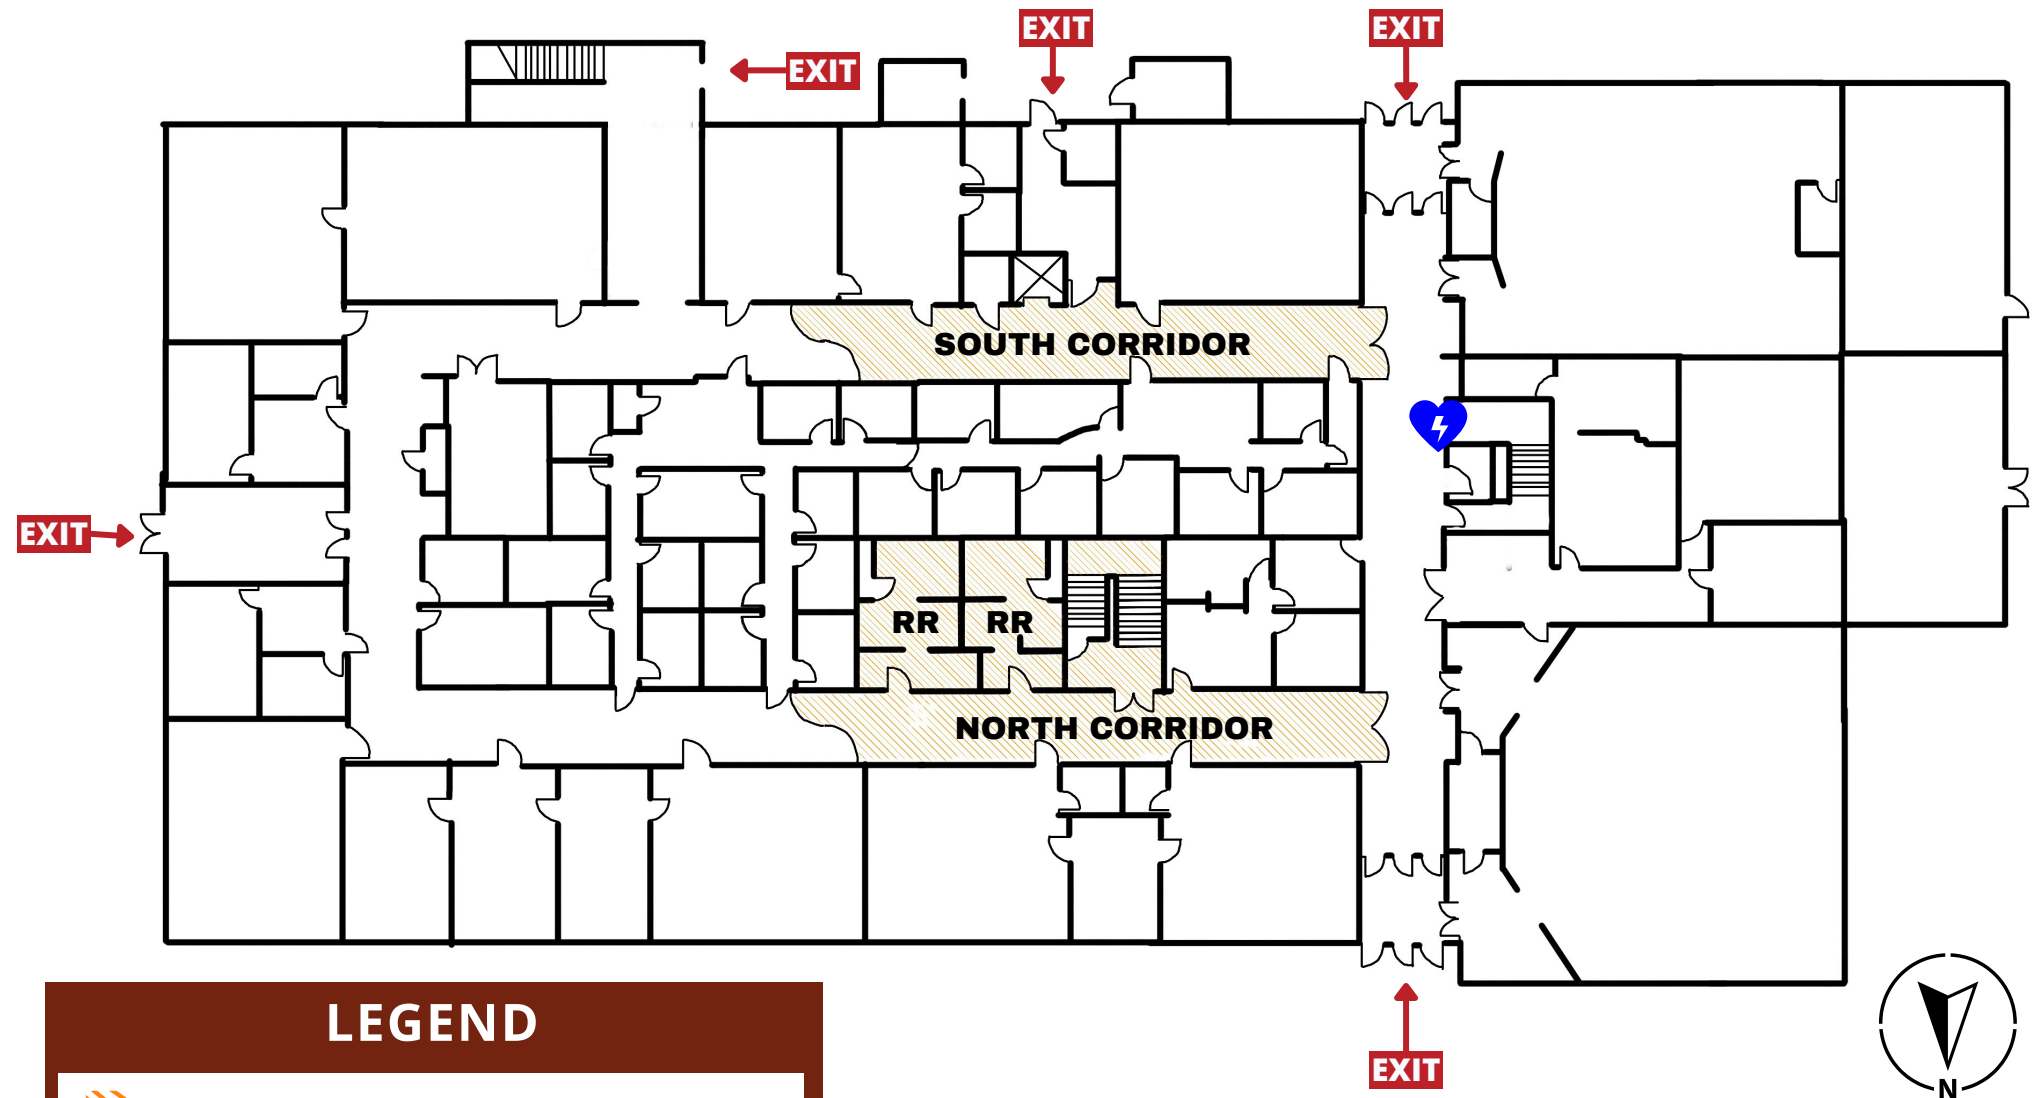 EXIT
EXIT
EXIT
SOUTH CORRIDOR
EXIT
RR RR
NORTH CORRIDOR
LEGEND
EXIT
N